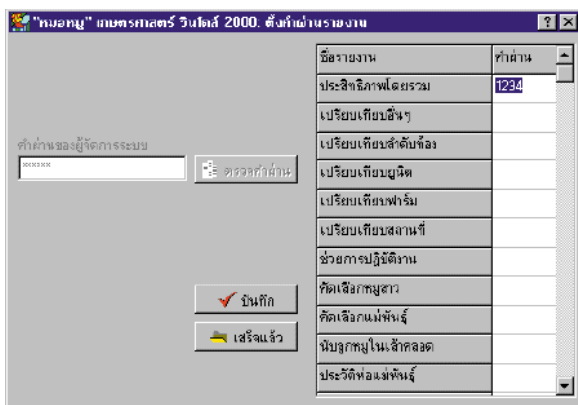 "หมอหมู" เกษตรศาสตร์ วินโดส์ 2000: ตั้งคำผ่านรายงาน
ชื่อรายงาน คำผ่าน
ประสิทธิภาพโดยรวม 1234
เปรียบเทียบอื่นๆ
เปรียบเทียบลำดับท้อง
เปรียบเทียบยูนิต
เปรียบเทียบฟาร์ม
เปรียบเทียบสถานที่
ช่วยการปฏิบัติงาน
คัดเลือกหมูสาว
คัดเลือกแม่พันธุ์
นับลูกหมูในเล้าคลอด
ประวัติพ่อแม่พันธุ์
คำผ่านของผู้จัดการระบบ
××××××
ตรวจคำผ่าน
บันทึก
เสร็จแล้ว